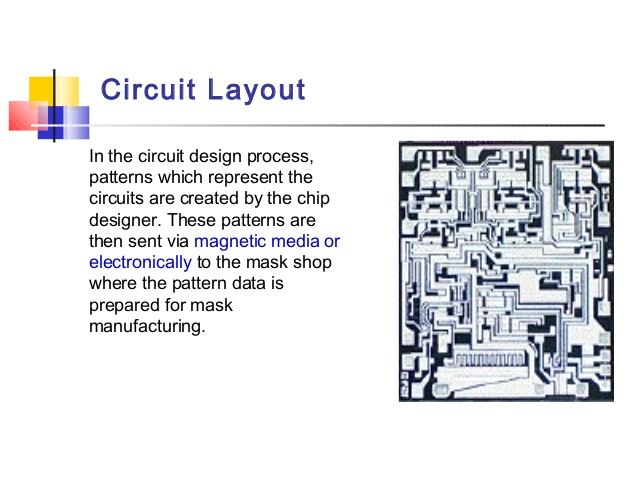 Circuit Layout
In the circuit design process,
patterns which represent the
circuits are created by the chip
designer. These patterns are
then sent via magnetic media or
electronically to the mask shop
where the pattern data is
prepared for mask
manufacturing.